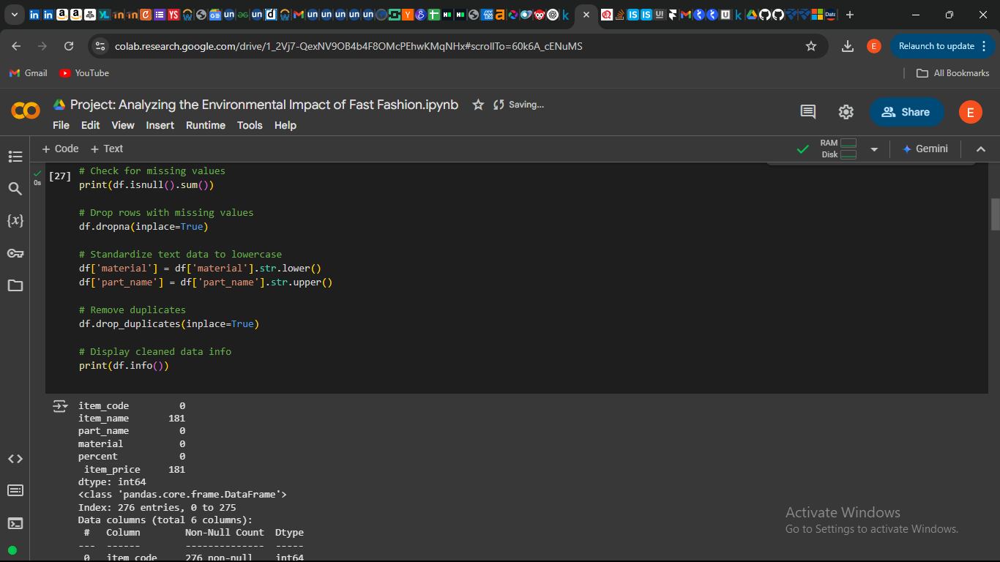 colab.research.google.com/drive/1_2Vj7-QexNV9OB4b4F8OMcPEhwKMqNHx#scrollTo=60k6A_cENuMS
E
Relaunch to update
Gmail
YouTube
All Bookmarks
Project: Analyzing the Environmental Impact of Fast Fashion.ipynb
Saving...
Share
E
File Edit View Insert Runtime Tools Help
+ Code + Text
RAM
Disk
Gemini
0s
[27]
# Check for missing values
print(df.isnull().sum())
# Drop rows with missing values
df.dropna(inplace=True)
# Standardize text data to lowercase
df['material'] = df['material'].str.lower()
df['part_name'] = df['part_name'].str.upper()
# Remove duplicates
df.drop_duplicates(inplace=True)
# Display cleaned data info
print(df.info())
item_code 0
item_name 181
part_name 0
material 0
percent 0
item_price 181
dtype: int64
<class 'pandas.core.frame.DataFrame'>
Index: 276 entries, 0 to 275
Data columns (total 6 columns):
# Column Non-Null Count Dtype
--- ------ -------------- -----
0 item_code 276 non-null int64
Activate Windows
Go to Settings to activate Windows.